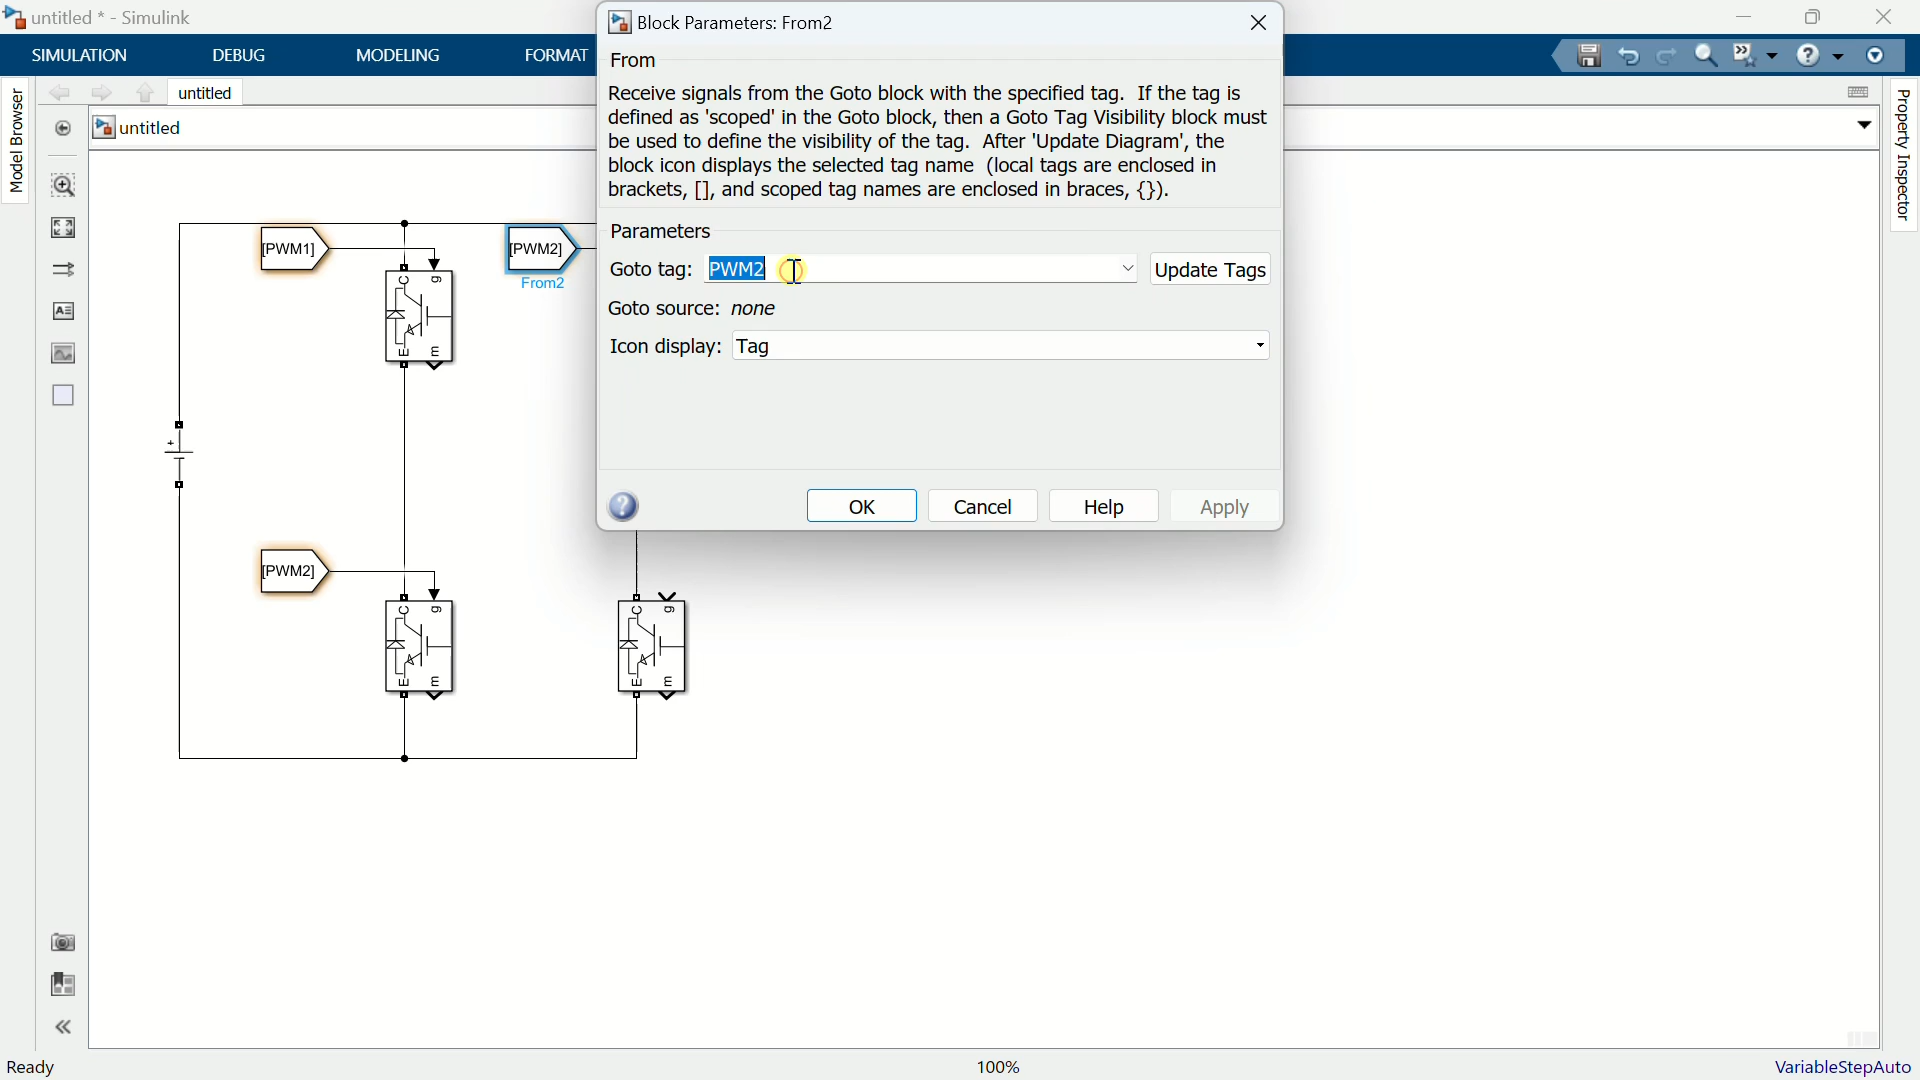 untitled * - Simulink
Block Parameters: From2
SIMULATION
DEBUG
MODELING
FORMAT
From
Receive signals from the Goto block with the specified tag. If the tag is
defined as 'scoped' in the Goto block, then a Goto Tag Visibility block must
be used to define the visibility of the tag. After 'Update Diagram', the
block icon displays the selected tag name (local tags are enclosed in
brackets, [], and scoped tag names are enclosed in braces, {}).
Parameters
Goto tag: PWM2
Update Tags
Goto source: none
Icon display: Tag
OK
Cancel
Help
Apply
Model Browser
Property Inspector
untitled
untitled
[PWM1]
[PWM2]
From2
C g
E m
[PWM2]
C g
E m
C g
E m
Ready
100%
VariableStepAuto